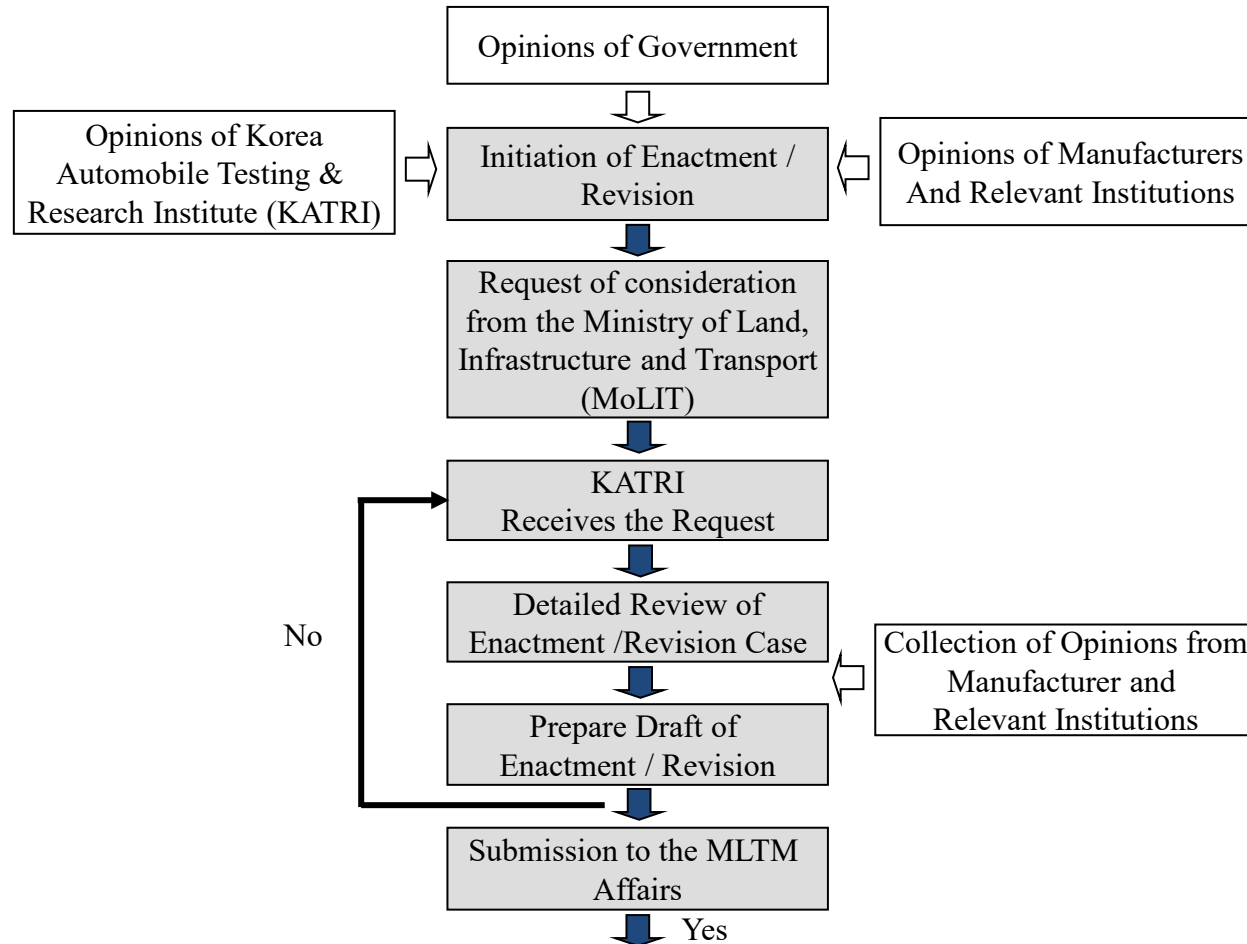 Opinions of Government
Opinions of Korea
Automobile Testing &
Research Institute (KATRI)
Initiation of Enactment /
Revision
Opinions of Manufacturers
And Relevant Institutions
Request of consideration
from the Ministry of Land,
Infrastructure and Transport
(MoLIT)
KATRI
Receives the Request
Detailed Review of
Enactment /Revision Case
No
Collection of Opinions from
Manufacturer and
Relevant Institutions
Prepare Draft of
Enactment / Revision
Submission to the MLTM
Affairs
Yes